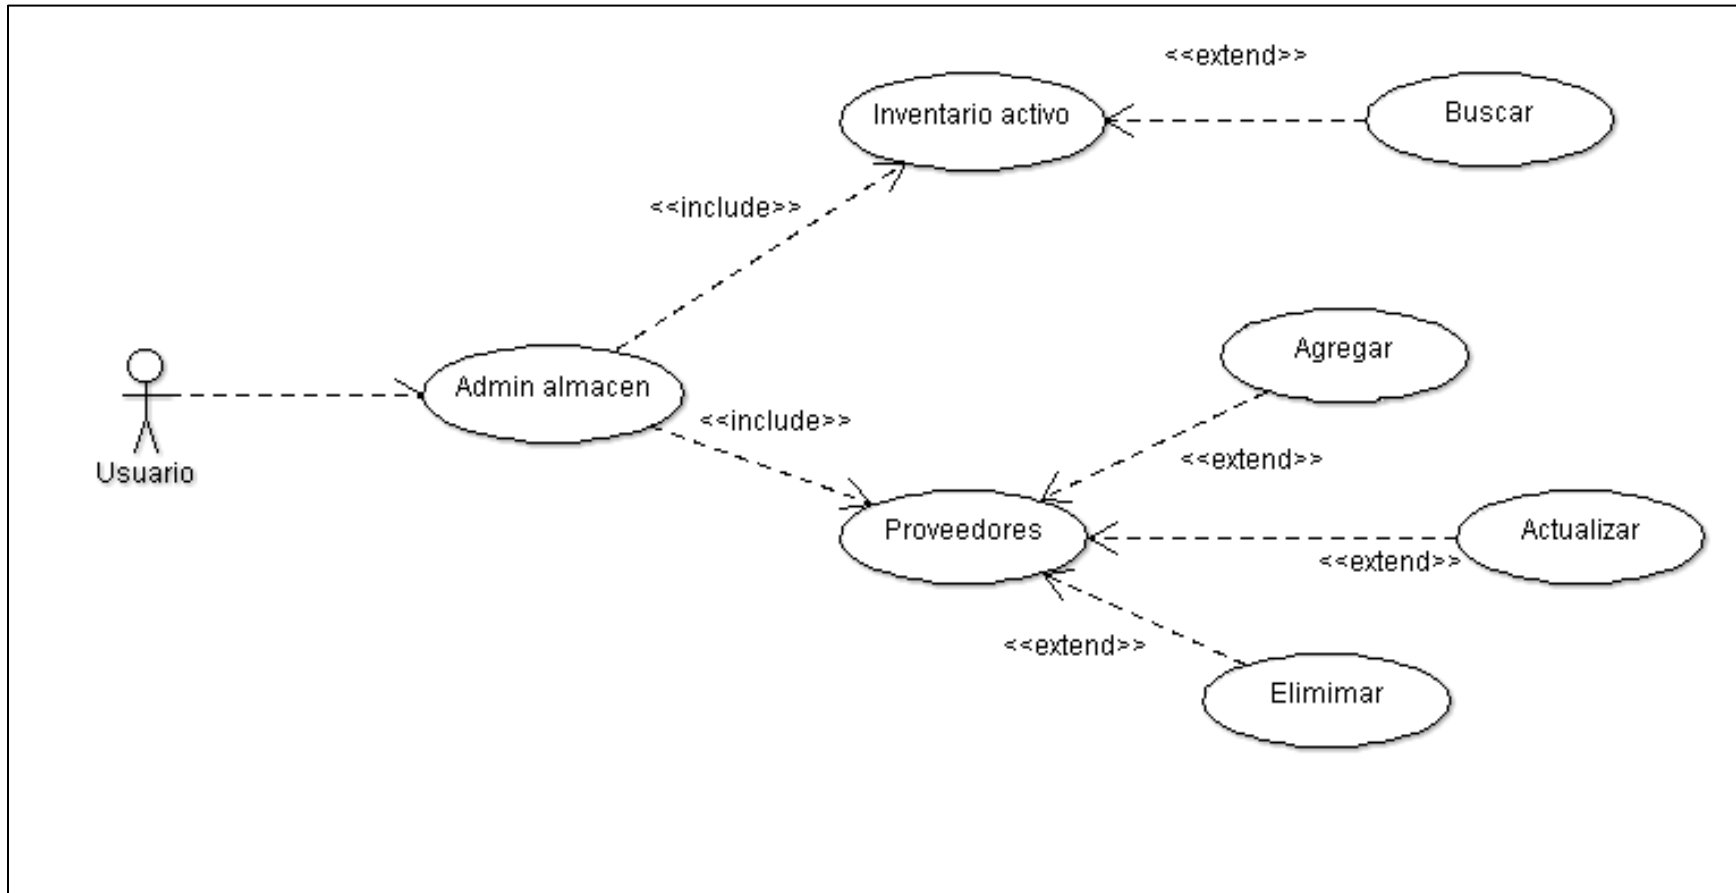 <<extend>>
Inventario activo
Buscar
<<include>>
Agregar
Admin almacen
<<include>>
<<extend>>
Usuario
Proveedores
Actualizar
<<extend>>
<<extend>>
Elimimar